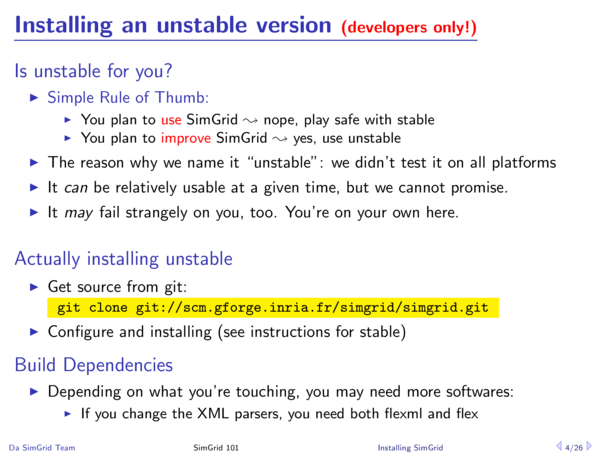 Installing an unstable version (developers only!)
Is unstable for you?
▶ Simple Rule of Thumb:
▶ You plan to use SimGrid ⤳ nope, play safe with stable
▶ You plan to improve SimGrid ⤳ yes, use unstable
▶ The reason why we name it “unstable”: we didn’t test it on all platforms
▶ It can be relatively usable at a given time, but we cannot promise.
▶ It may fail strangely on you, too. You’re on your own here.
Actually installing unstable
▶ Get source from git:
git clone git://scm.gforge.inria.fr/simgrid/simgrid.git
▶ Configure and installing (see instructions for stable)
Build Dependencies
▶ Depending on what you’re touching, you may need more softwares:
▶ If you change the XML parsers, you need both flexml and flex
Da SimGrid Team SimGrid 101 Installing SimGrid 4/26